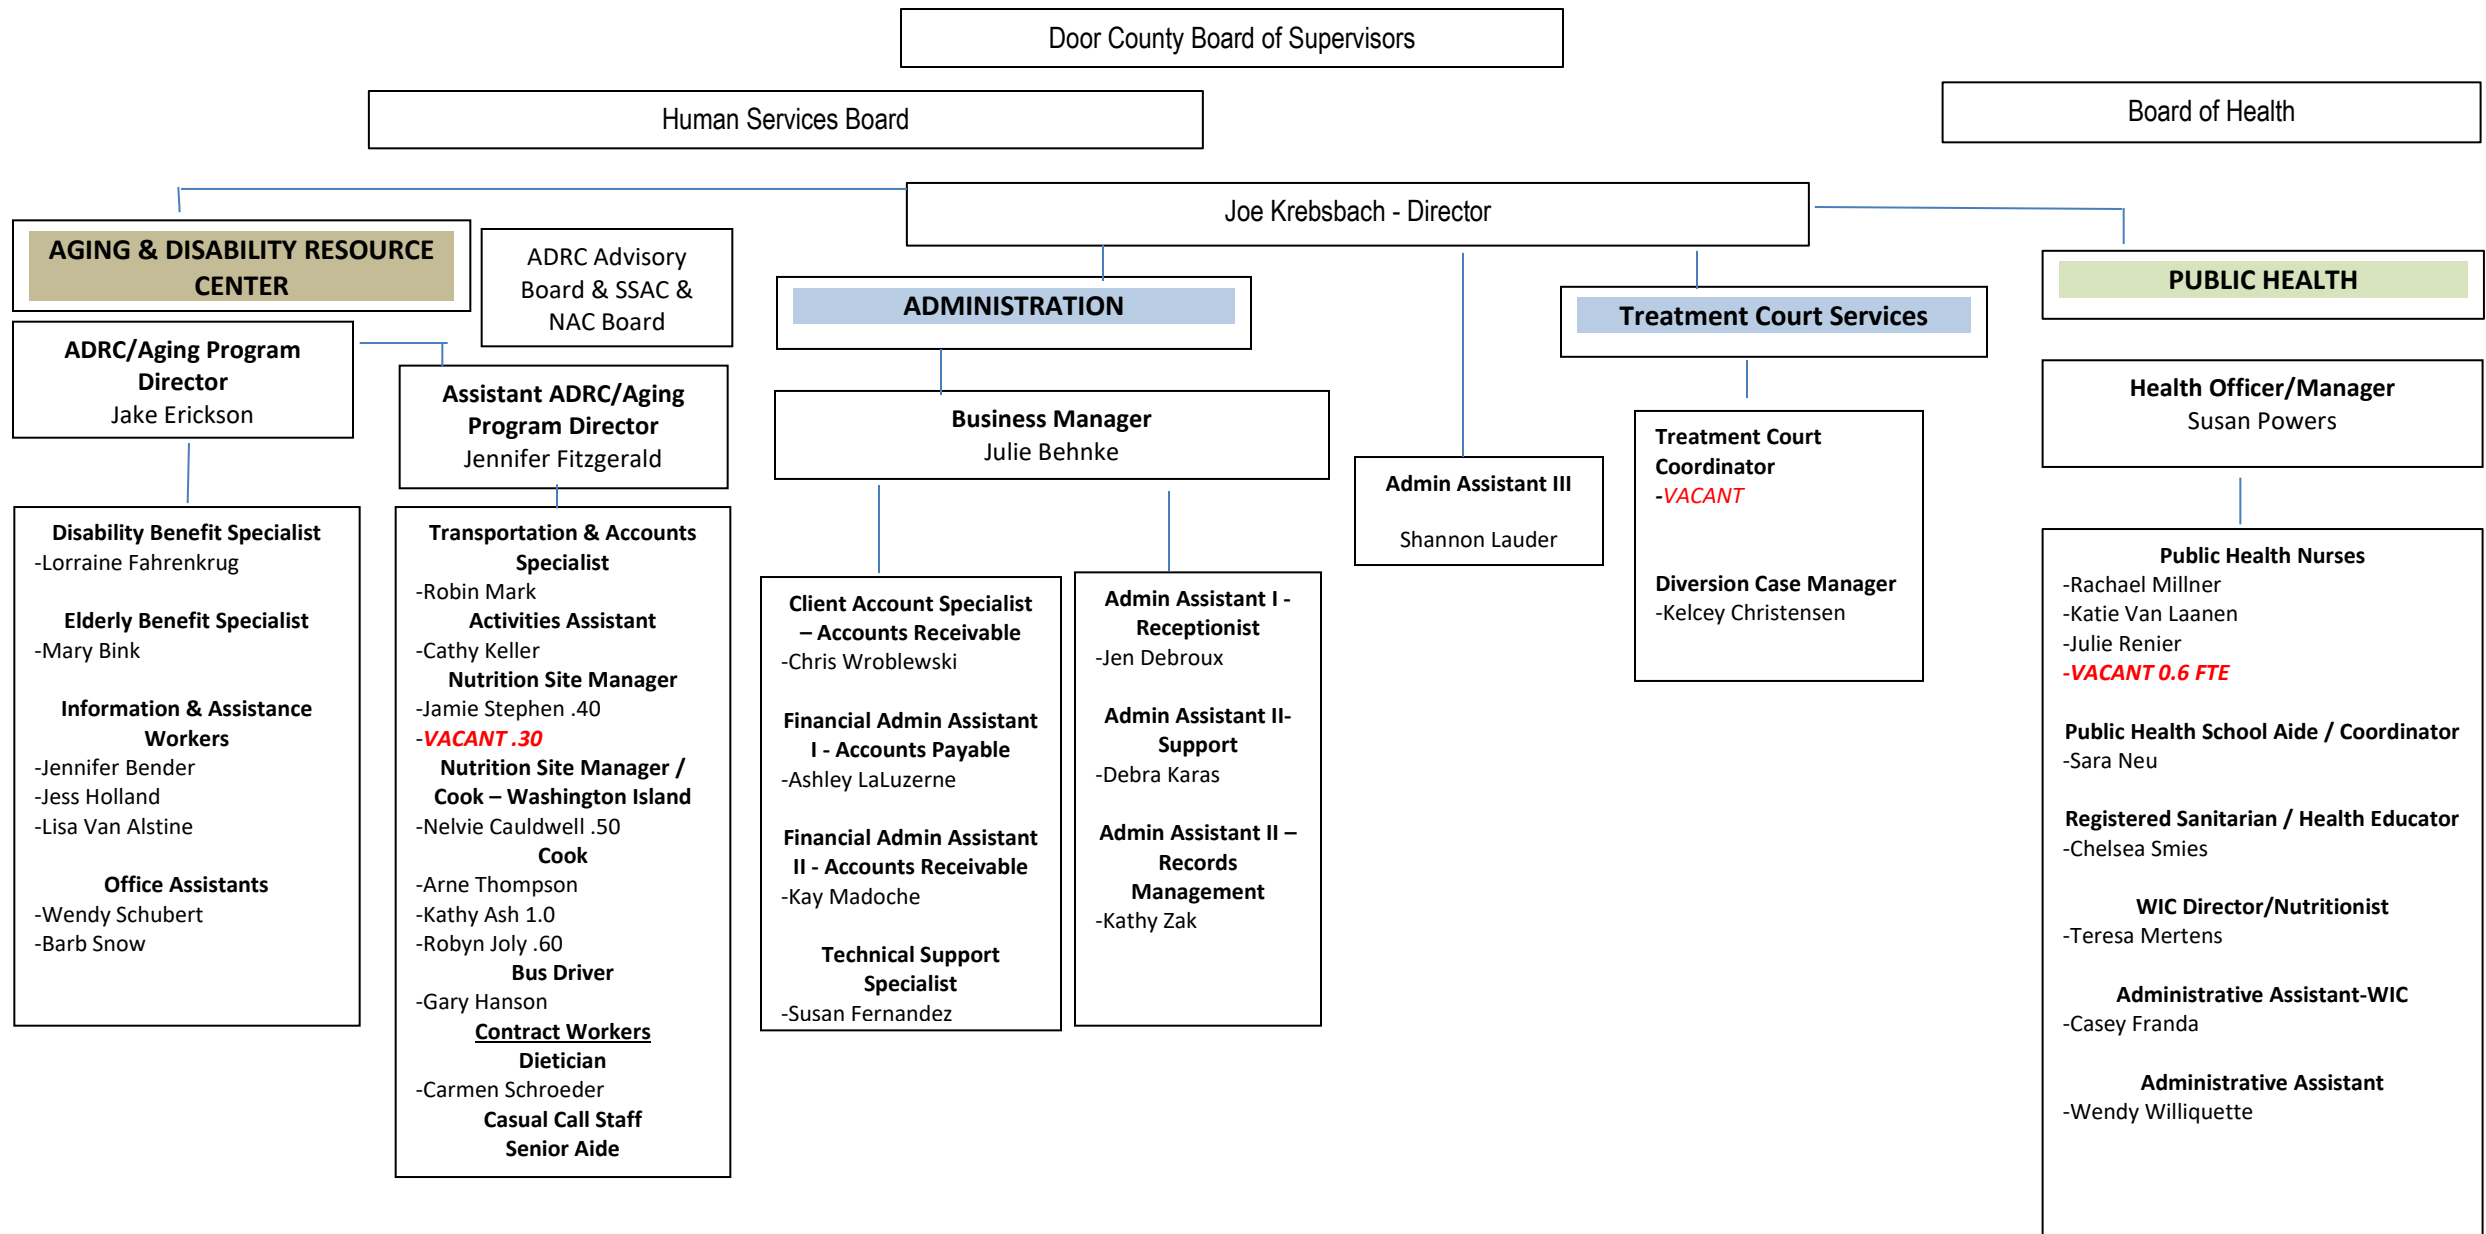 Door County Board of Supervisors
Human Services Board
Board of Health
Joe Krebsbach - Director
AGING & DISABILITY RESOURCE
CENTER
ADRC Advisory
Board & SSAC &
NAC Board
ADMINISTRATION
Treatment Court Services
PUBLIC HEALTH
ADRC/Aging Program
Director
Jake Erickson
Assistant ADRC/Aging
Program Director
Jennifer Fitzgerald
Business Manager
Julie Behnke
Admin Assistant III
Shannon Lauder
Treatment Court
Coordinator
-VACANT
Diversion Case Manager
-Kelcey Christensen
Health Officer/Manager
Susan Powers
Disability Benefit Specialist
-Lorraine Fahrenkrug
Elderly Benefit Specialist
-Mary Bink
Information & Assistance
Workers
-Jennifer Bender
-Jess Holland
-Lisa Van Alstine
Office Assistants
-Wendy Schubert
-Barb Snow
Transportation & Accounts
Specialist
-Robin Mark
Activities Assistant
-Cathy Keller
Nutrition Site Manager
-Jamie Stephen .40
-VACANT .30
Nutrition Site Manager /
Cook – Washington Island
-Nelvie Cauldwell .50
Cook
-Arne Thompson
-Kathy Ash 1.0
-Robyn Joly .60
Bus Driver
-Gary Hanson
Contract Workers
Dietician
-Carmen Schroeder
Casual Call Staff
Senior Aide
Client Account Specialist
– Accounts Receivable
-Chris Wroblewski
Financial Admin Assistant
I - Accounts Payable
-Ashley LaLuzerne
Financial Admin Assistant
II - Accounts Receivable
-Kay Madoche
Technical Support
Specialist
-Susan Fernandez
Admin Assistant I -
Receptionist
-Jen Debroux
Admin Assistant II-
Support
-Debra Karas
Admin Assistant II –
Records
Management
-Kathy Zak
Public Health Nurses
-Rachael Millner
-Katie Van Laanen
-Julie Renier
-VACANT 0.6 FTE
Public Health School Aide / Coordinator
-Sara Neu
Registered Sanitarian / Health Educator
-Chelsea Smies
WIC Director/Nutritionist
-Teresa Mertens
Administrative Assistant-WIC
-Casey Franda
Administrative Assistant
-Wendy Williquette